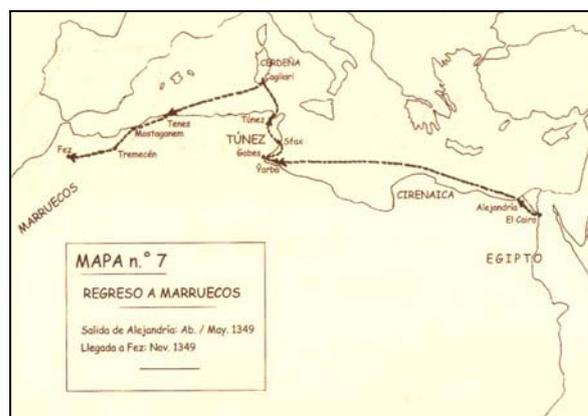 CERDEÑA
Cagliari
Tenes
Túnez
Mostaganem
Fez
Tremecén
TÚNEZ
Sfax
Gabes
Yarba
MARRUECOS
CIRENAICA
Alejandría
El Cairo
EGIPTO
MAPA n.° 7
REGRESO A MARRUECOS
Salida de Alejandría: Ab. / May. 1349
Llegada a Fez: Nov. 1349